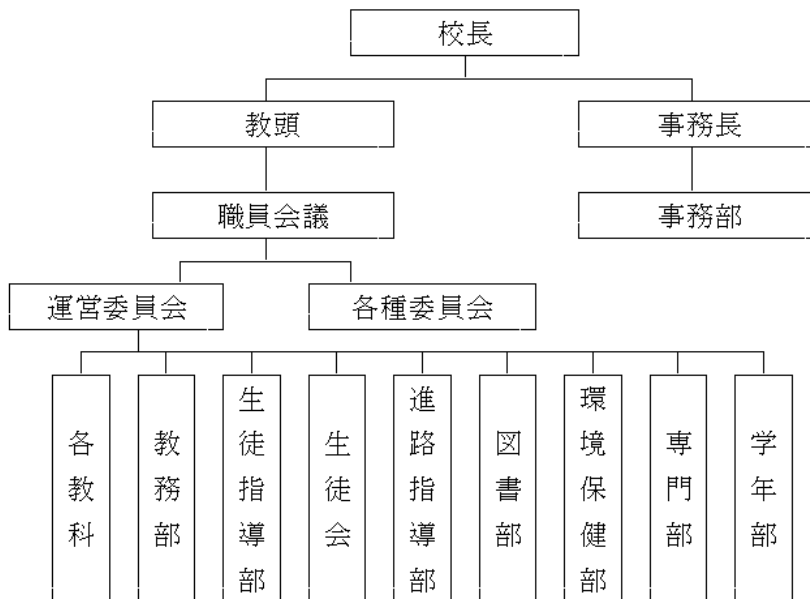 校長
教頭
事務長
職員会議
事務部
運営委員会
各種委員会
各教科
教務部
生徒指導部
生徒会
進路指導部
図書部
環境保健部
専門部
学年部